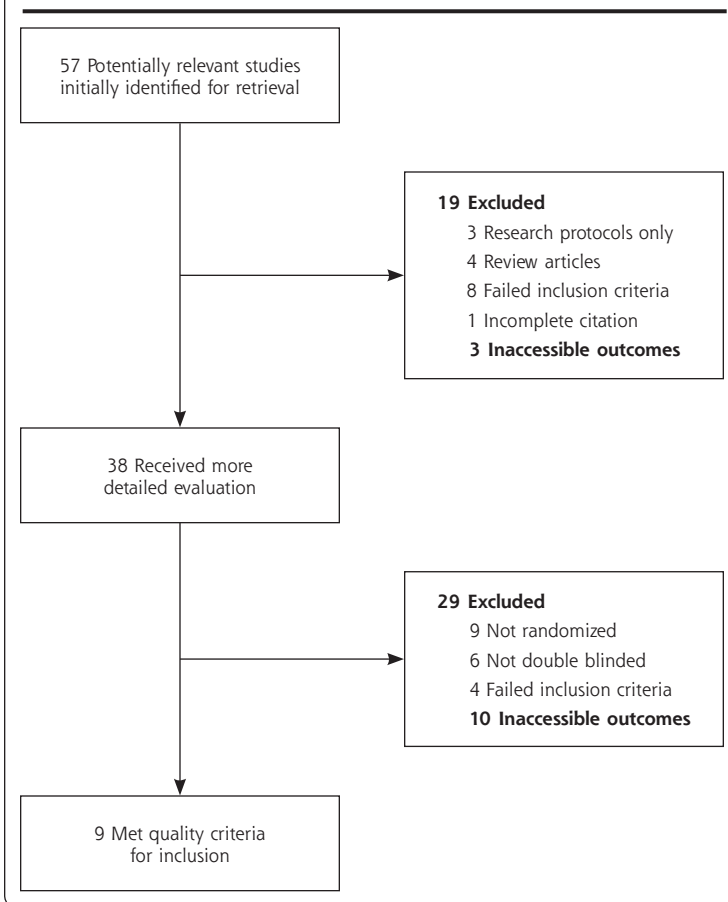 57 Potentially relevant studies
initially identified for retrieval
19 Excluded
3 Research protocols only
4 Review articles
8 Failed inclusion criteria
1 Incomplete citation
3 Inaccessible outcomes
38 Received more
detailed evaluation
29 Excluded
9 Not randomized
6 Not double blinded
4 Failed inclusion criteria
10 Inaccessible outcomes
9 Met quality criteria
for inclusion